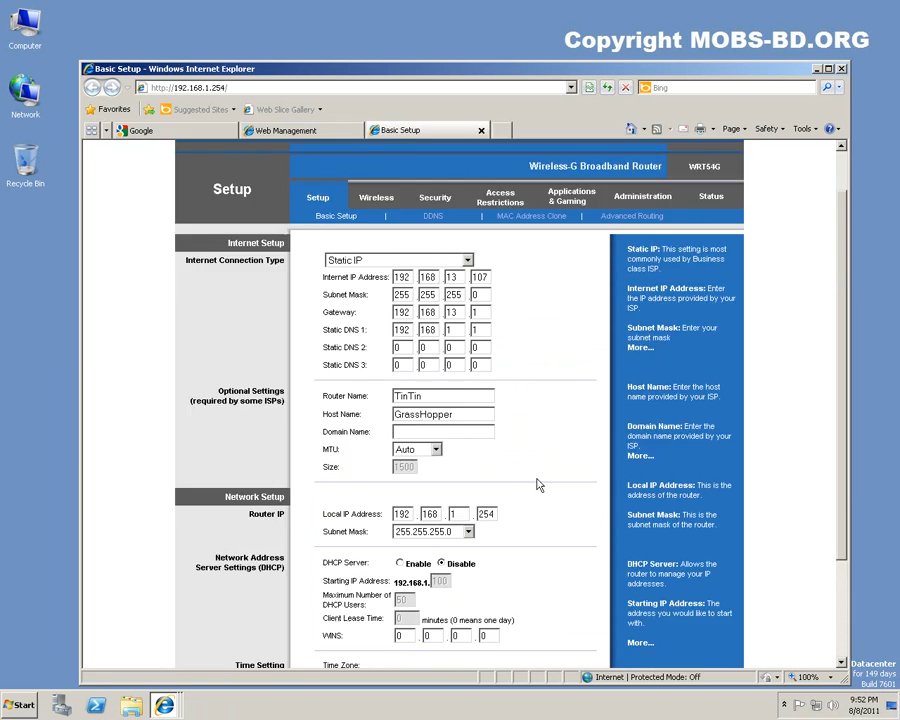 Computer
Network
Recycle Bin
Copyright MOBS-BD.ORG
Basic Setup - Windows Internet Explorer
http://192.168.1.254/
Bing
Favorites
Suggested Sites
Web Slice Gallery
Google
Web Management
Basic Setup
Page
Safety
Tools
Wireless-G Broadband Router
WRT54G
Setup
Setup
Wireless
Security
Access
Restrictions
Applications
& Gaming
Administration
Status
Basic Setup | DDNS | MAC Address Clone | Advanced Routing
Internet Setup
Internet Connection Type
Static IP
Internet IP Address: 192 .168 .13 .107
Subnet Mask: 255 .255 .255 .0
Gateway: 192 .168 .13 .1
Static DNS 1: 192 .168 .1 .1
Static DNS 2: 0 .0 .0 .0
Static DNS 3: 0 .0 .0 .0
Optional Settings
(required by some ISPs)
Router Name: TinTin
Host Name: GrassHopper
Domain Name:
MTU: Auto
Size: 1500
Network Setup
Router IP
Local IP Address: 192 . 168 . 1 . 254
Subnet Mask: 255.255.255.0
Network Address
Server Settings (DHCP)
DHCP Server: Enable Disable
Starting IP Address: 192.168.1. 100
Maximum Number of
DHCP Users: 50
Client Lease Time: 0 minutes (0 means one day)
WINS: 0 . 0 . 0 . 0
Time Setting
Time Zone:
Static IP: This setting is most
commonly used by Business
class ISP.
Internet IP Address: Enter
the IP address provided by your
ISP.
Subnet Mask: Enter your
subnet mask
More...
Host Name: Enter the host
name provided by your ISP.
Domain Name: Enter the
domain name provided by your
ISP.
More...
Local IP Address: This is the
address of the router.
Subnet Mask: This is the
subnet mask of the router.
DHCP Server: Allows the
router to manage your IP
addresses.
Starting IP Address: The
address you would like to start
with.
More...
Internet | Protected Mode: Off
100%
Datacenter
for 149 days
Build 7601
Start
9:52 PM
8/8/2011